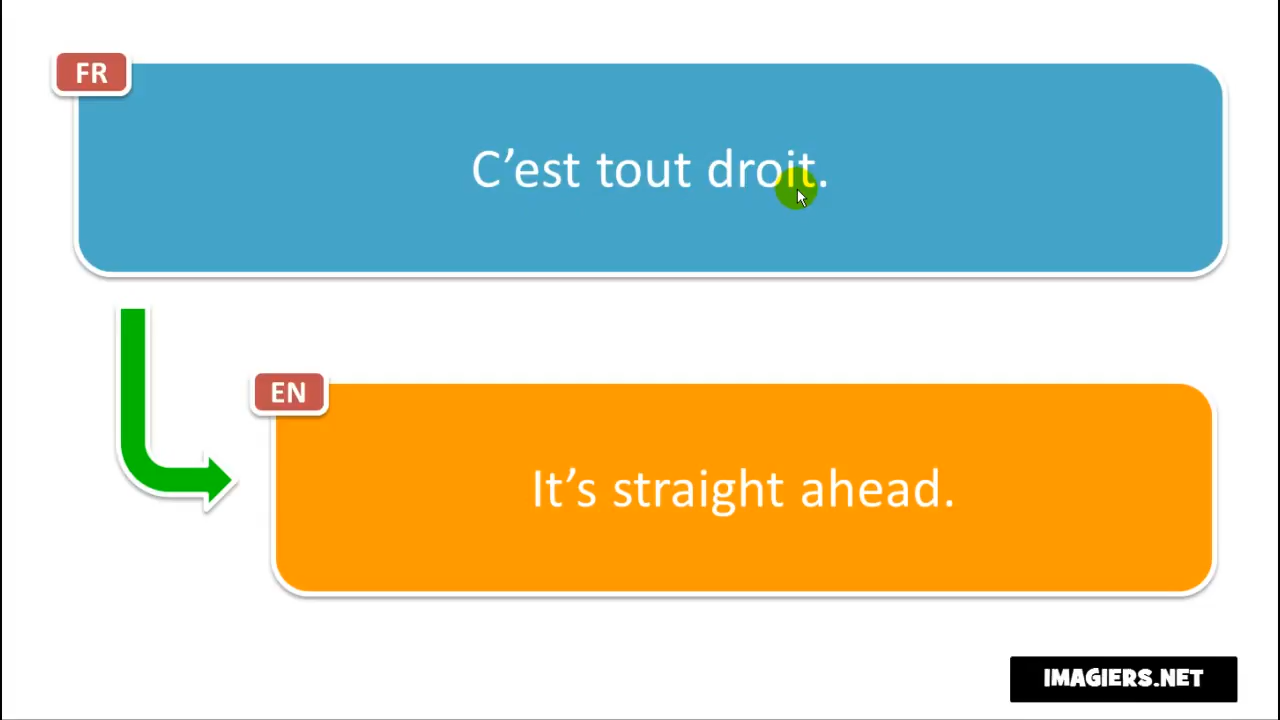 FR
C’est tout droit.
EN
It’s straight ahead.
IMAGIERS.NET